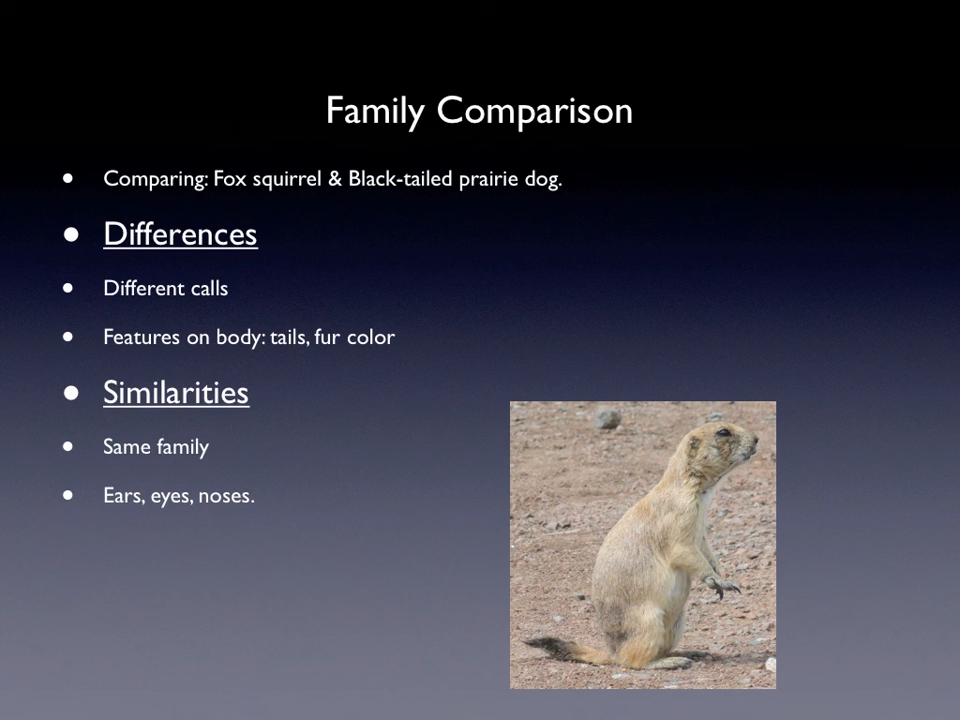 Family Comparison
Comparing: Fox squirrel & Black-tailed prairie dog.
Differences
Different calls
Features on body: tails, fur color
Similarities
Same family
Ears, eyes, noses.